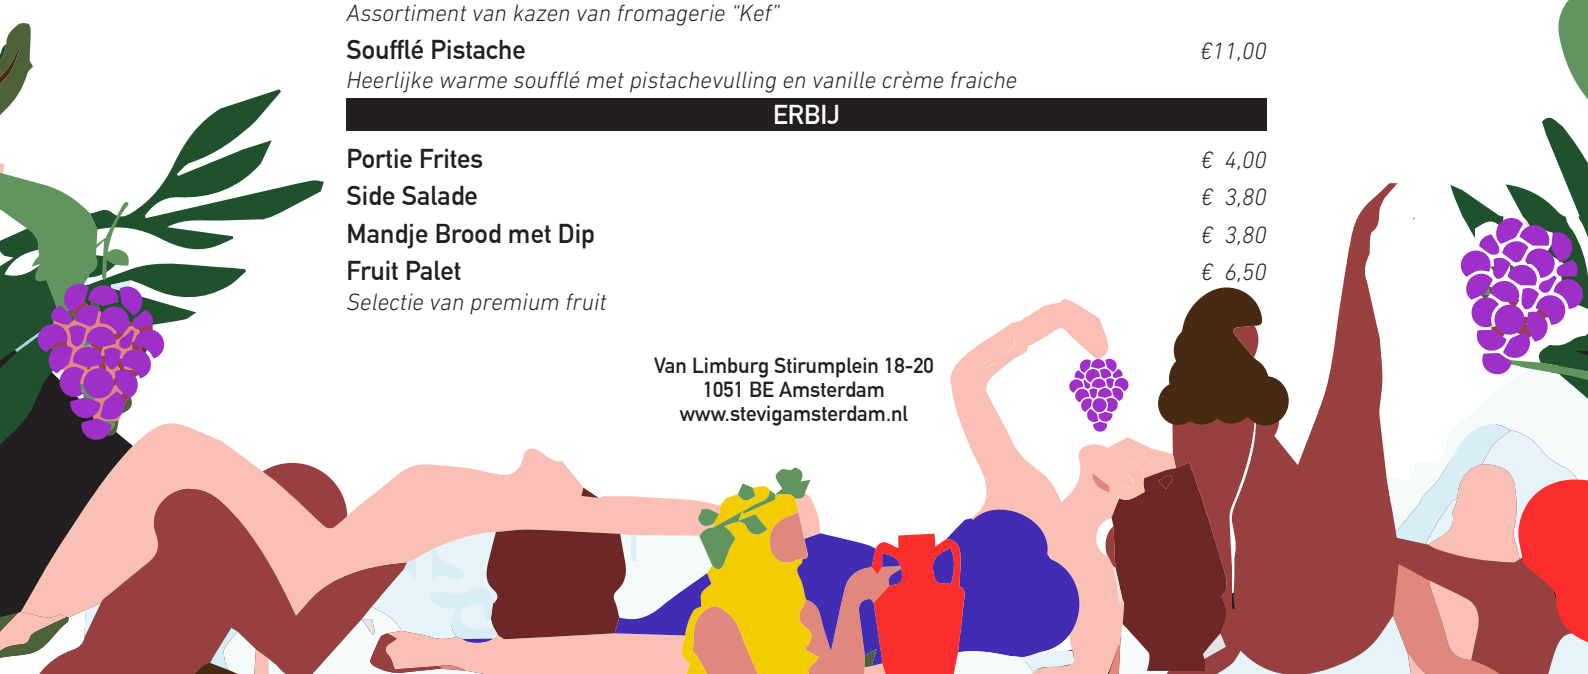 Assortiment van kazen van fromagerie “Kef”
Soufflé Pistache €11,00
Heerlijke warme soufflé met pistachevulling en vanille crème fraiche
ERBIJ
Portie Frites € 4,00
Side Salade € 3,80
Mandje Brood met Dip € 3,80
Fruit Palet € 6,50
Selectie van premium fruit
Van Limburg Stirumplein 18-20
1051 BE Amsterdam
www.stevigamsterdam.nl